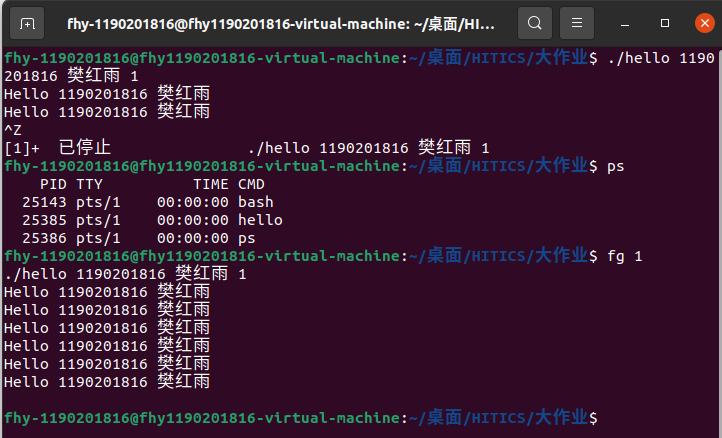 fhy-1190201816@fhy1190201816-virtual-machine: ~/桌面/HI...
fhy-1190201816@fhy1190201816-virtual-machine:~/桌面/HITICS/大作业$ ./hello 1190
201816 樊红雨 1
Hello 1190201816 樊红雨
Hello 1190201816 樊红雨
^Z
[1]+  已停止               ./hello 1190201816 樊红雨 1
fhy-1190201816@fhy1190201816-virtual-machine:~/桌面/HITICS/大作业$ ps
    PID TTY          TIME CMD
  25143 pts/1    00:00:00 bash
  25385 pts/1    00:00:00 hello
  25386 pts/1    00:00:00 ps
fhy-1190201816@fhy1190201816-virtual-machine:~/桌面/HITICS/大作业$ fg 1
./hello 1190201816 樊红雨 1
Hello 1190201816 樊红雨
Hello 1190201816 樊红雨
Hello 1190201816 樊红雨
Hello 1190201816 樊红雨
Hello 1190201816 樊红雨
Hello 1190201816 樊红雨
fhy-1190201816@fhy1190201816-virtual-machine:~/桌面/HITICS/大作业$